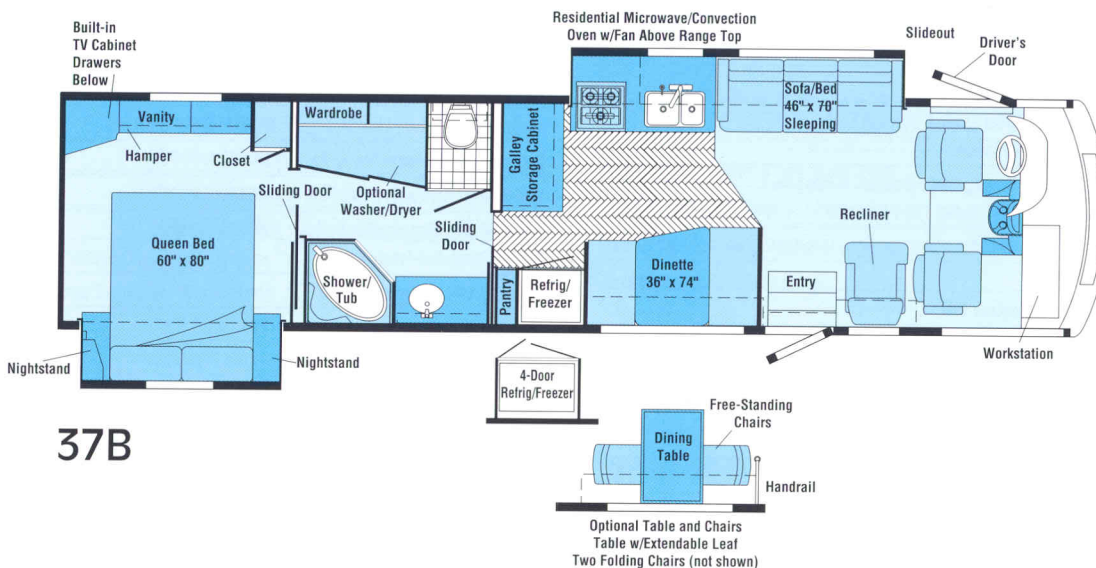 Built-in
TV Cabinet
Drawers
Below
Residential Microwave/Convection
Oven w/Fan Above Range Top
Slideout
Driver's
Door
Vanity
Hamper
Closet
Wardrobe
Optional
Washer/Dryer
Sliding Door
Galley
Storage Cabinet
Sofa/Bed
46" x 70"
Sleeping
Queen Bed
60" x 80"
Sliding
Door
Recliner
Shower/
Tub
Pantry
Refrig/
Freezer
Dinette
36" x 74"
Entry
Workstation
Nightstand
Nightstand
4-Door
Refrig/Freezer
Free-Standing
Chairs
Dining
Table
Handrail
37B
Optional Table and Chairs
Table w/Extendable Leaf
Two Folding Chairs (not shown)